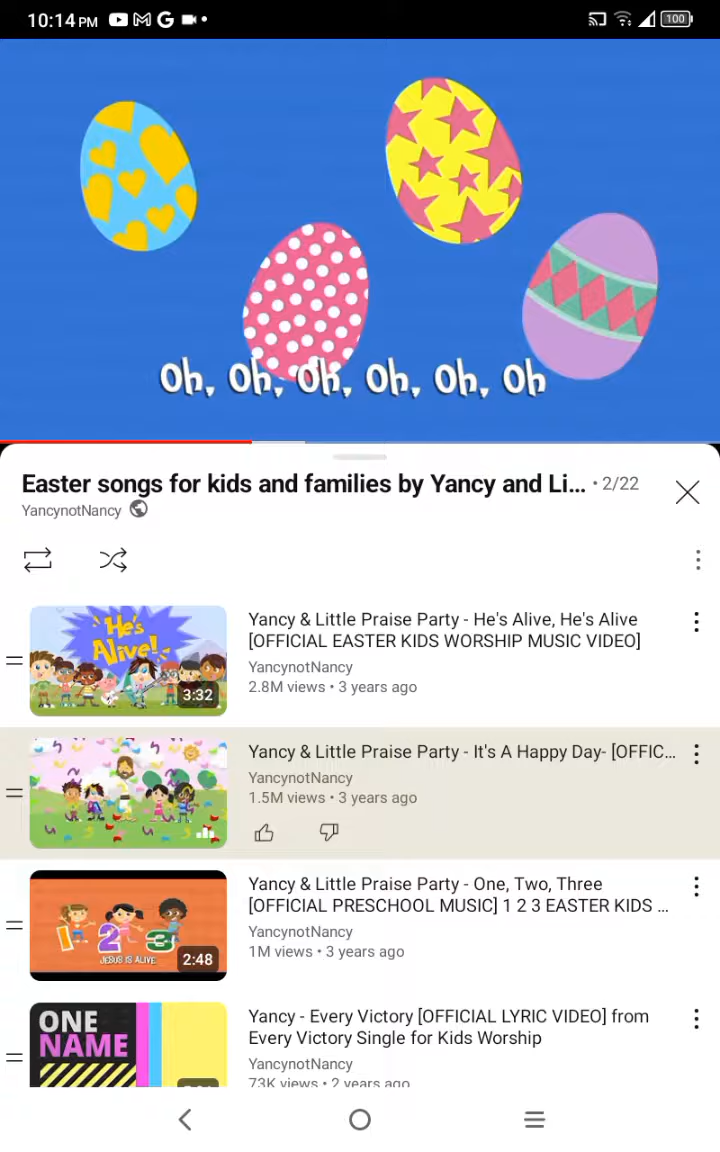 10:14 PM
100
Oh, Oh, Oh, Oh, Oh, Oh
Easter songs for kids and families by Yancy and Li... • 2/22
YancynotNancy
He's
Alive!
3:32
Yancy & Little Praise Party - He's Alive, He's Alive
[OFFICIAL EASTER KIDS WORSHIP MUSIC VIDEO]
YancynotNancy
2.8M views • 3 years ago
Yancy & Little Praise Party - It's A Happy Day- [OFFIC...
YancynotNancy
1.5M views • 3 years ago
1 2 3
JESUS IS ALIVE
2:48
Yancy & Little Praise Party - One, Two, Three
[OFFICIAL PRESCHOOL MUSIC] 1 2 3 EASTER KIDS ...
YancynotNancy
1M views • 3 years ago
ONE
NAME
Yancy - Every Victory [OFFICIAL LYRIC VIDEO] from
Every Victory Single for Kids Worship
YancynotNancy
73K views • 2 years ago